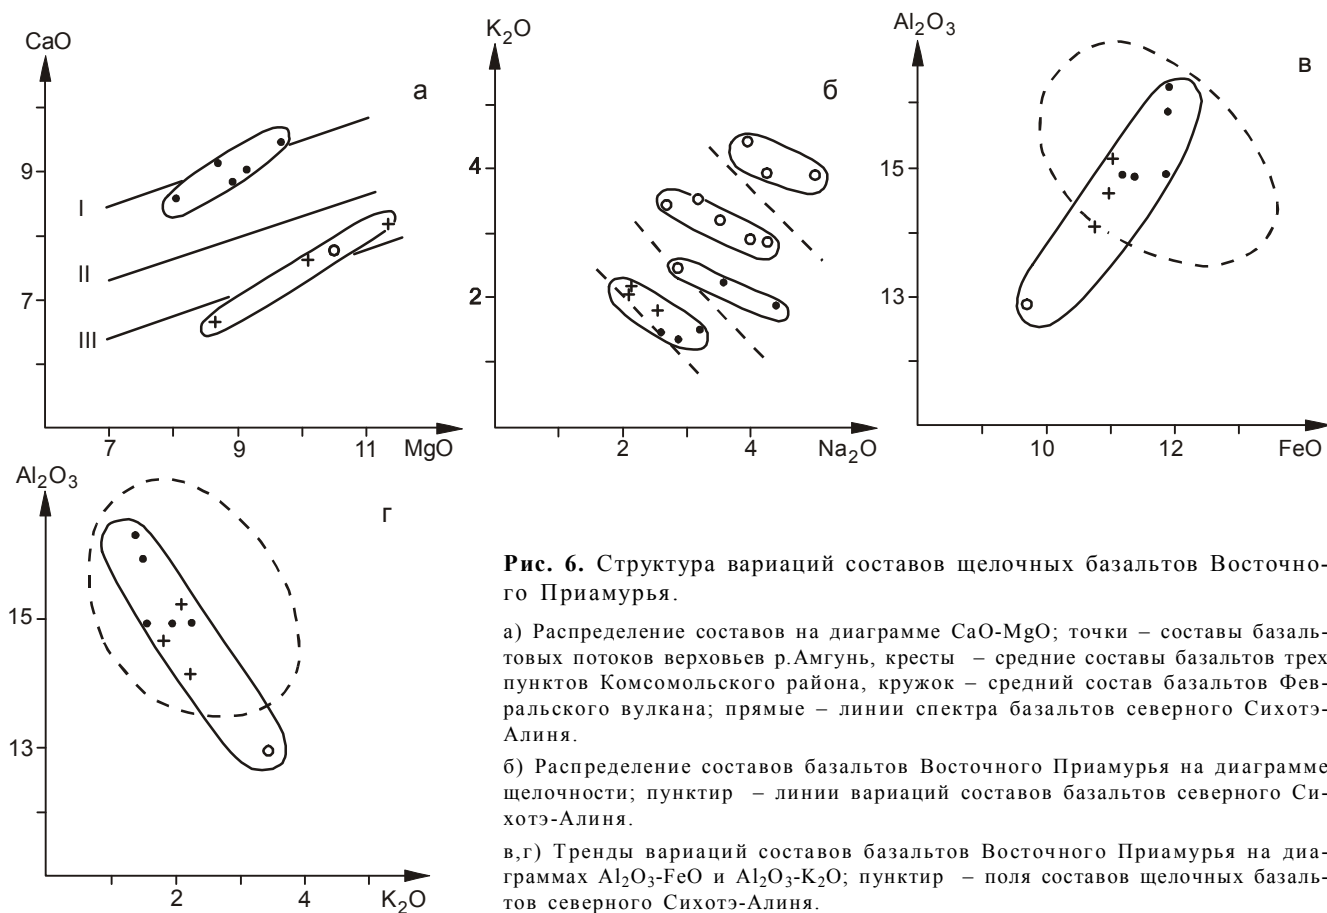 CaO
а
9
7
I
II
III
7 9 11 MgO
K₂O
б
4
2
2 4 Na₂O
Al₂O₃
в
15
13
10 12 FeO
Al₂O₃
г
15
13
2 4 K₂O
Рис. 6. Структура вариаций составов щелочных базальтов Восточно-
го Приамурья.
а) Распределение составов на диаграмме CaO-MgO; точки – составы базаль-
товых потоков верховьев р.Амгунь, кресты – средние составы базальтов трех
пунктов Комсомольского района, кружок – средний состав базальтов Фев-
ральского вулкана; прямые – линии спектра базальтов северного Сихотэ-
Алиня.
б) Распределение составов базальтов Восточного Приамурья на диаграмме
щелочности; пунктир – линии вариаций составов базальтов северного Си-
хотэ-Алиня.
в,г) Тренды вариаций составов базальтов Восточного Приамурья на диа-
граммах Al₂O₃-FeO и Al₂O₃-K₂O; пунктир – поля составов щелочных базаль-
тов северного Сихотэ-Алиня.